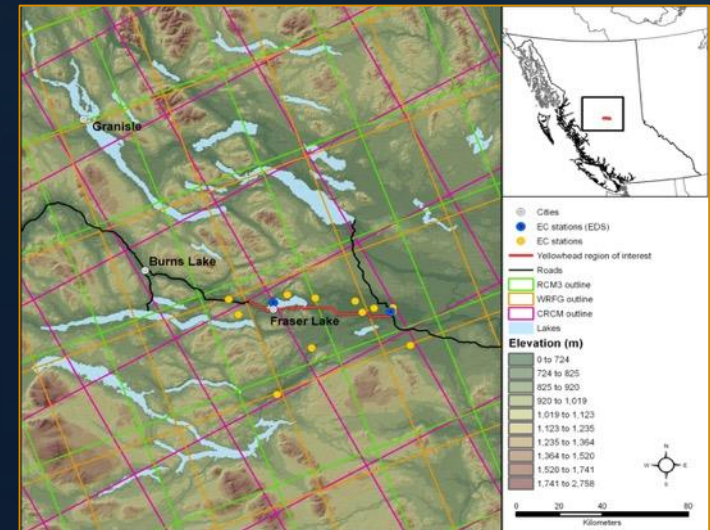 Granisle
Burns Lake
Fraser Lake
Cities
EC stations (EDS)
EC stations
Yellowhead region of interest
Roads
RCM3 outline
WRFG outline
CRCM outline
Lakes
Elevation (m)
0 to 724
724 to 825
825 to 920
920 to 1,019
1,019 to 1,123
1,123 to 1,235
1,235 to 1,364
1,364 to 1,520
1,520 to 1,741
1,741 to 2,758
N
W E
S
0 20 40 80
Kilometers